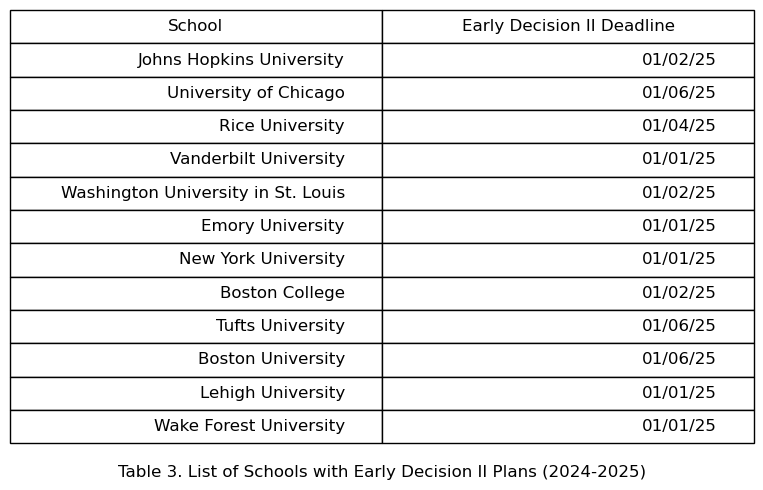 School Early Decision II Deadline
Johns Hopkins University 01/02/25
University of Chicago 01/06/25
Rice University 01/04/25
Vanderbilt University 01/01/25
Washington University in St. Louis 01/02/25
Emory University 01/01/25
New York University 01/01/25
Boston College 01/02/25
Tufts University 01/06/25
Boston University 01/06/25
Lehigh University 01/01/25
Wake Forest University 01/01/25
Table 3. List of Schools with Early Decision II Plans (2024-2025)